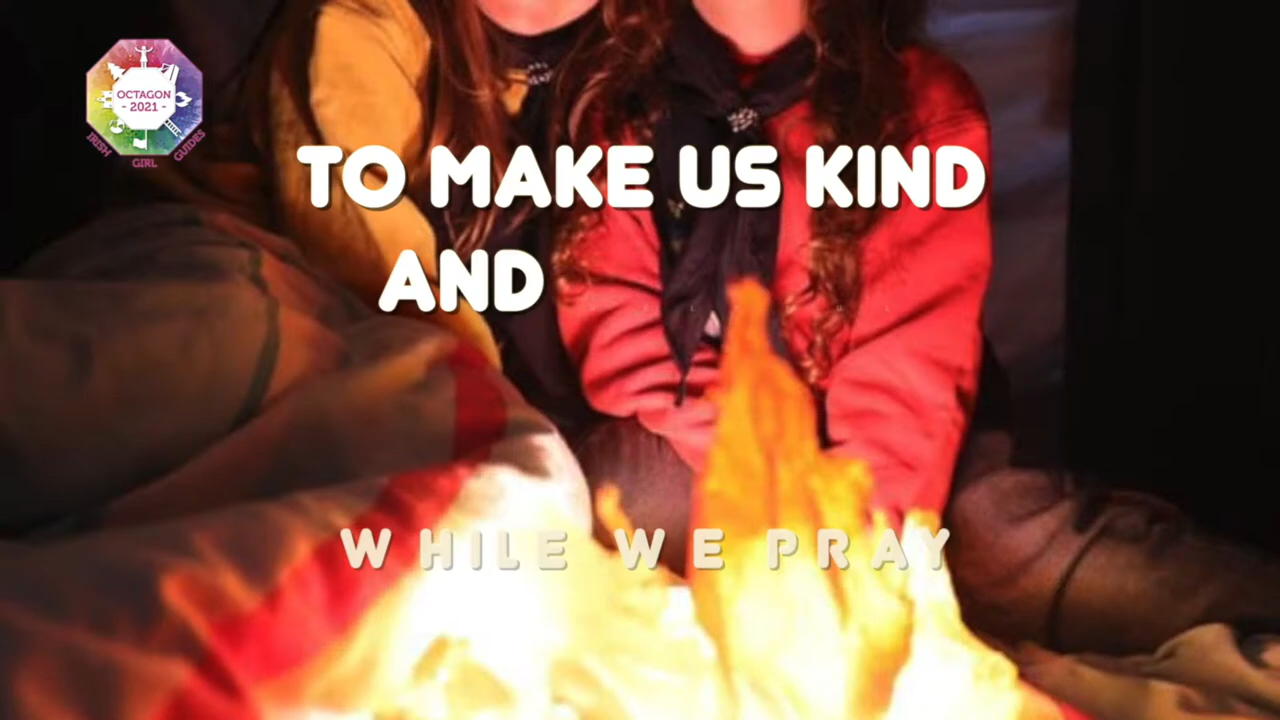 OCTAGON
- 2021 -
IRISH GIRL GUIDES
TO MAKE US KIND
AND
WHILE WE PRAY